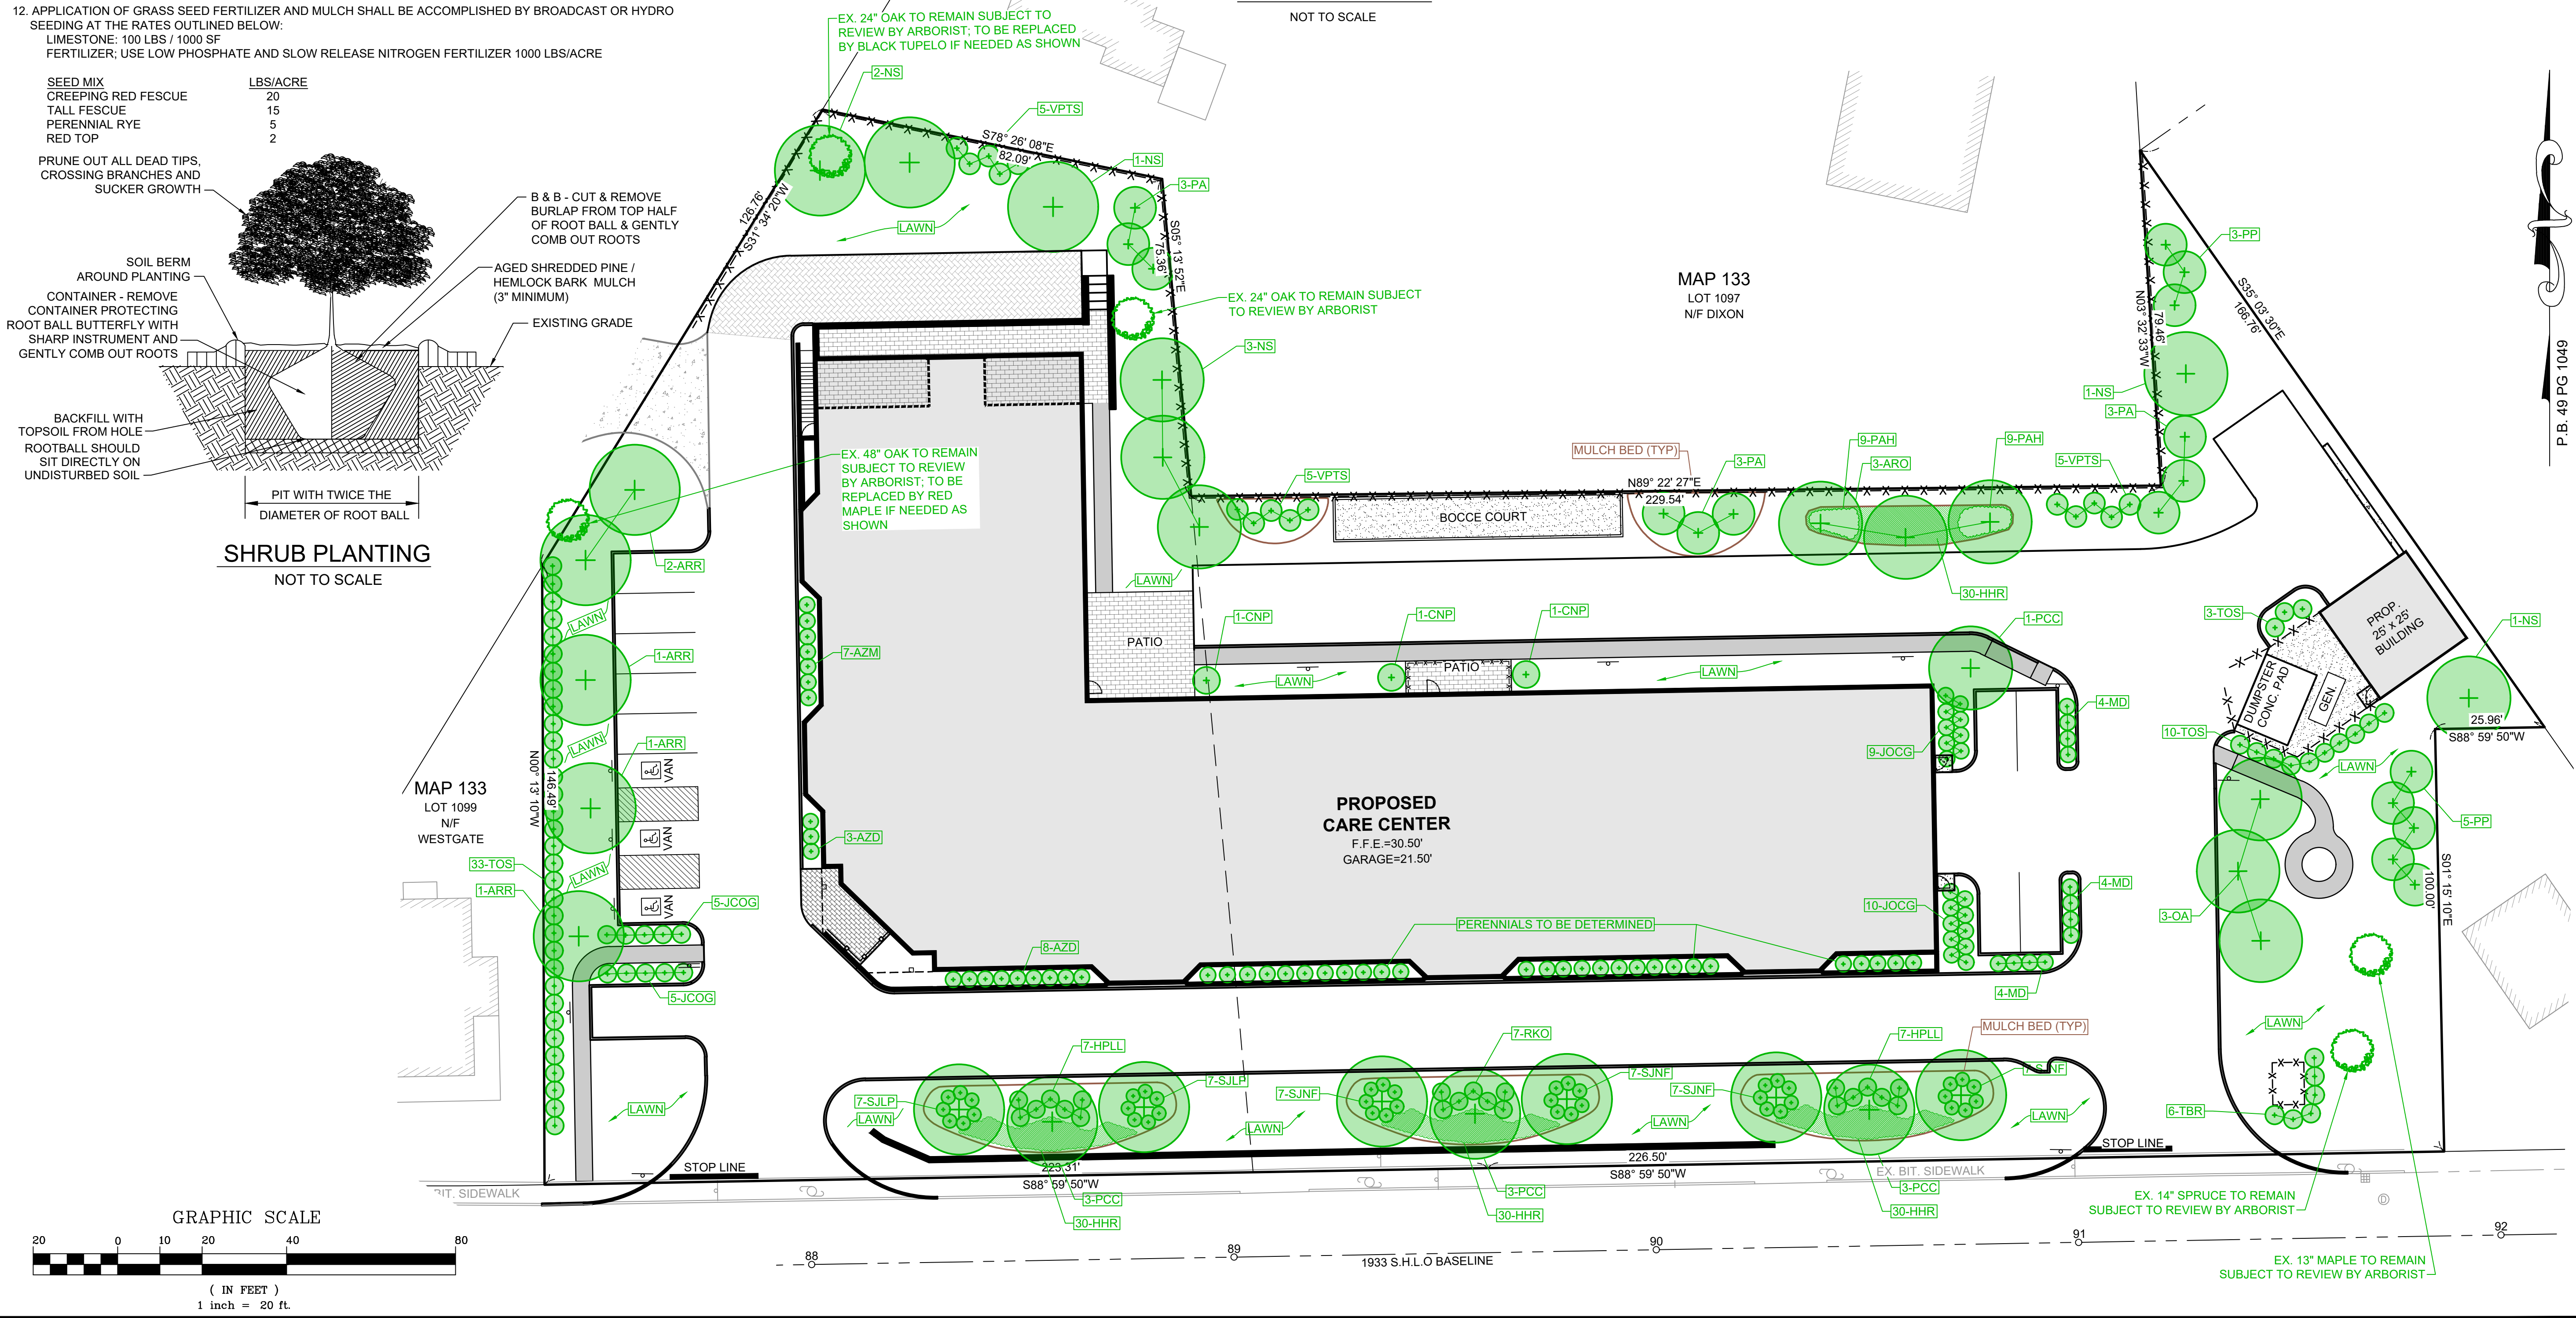 12. APPLICATION OF GRASS SEED FERTILIZER AND MULCH SHALL BE ACCOMPLISHED BY BROADCAST OR HYDRO
SEEDING AT THE RATES OUTLINED BELOW:
LIMESTONE: 100 LBS / 1000 SF
FERTILIZER; USE LOW PHOSPHATE AND SLOW RELEASE NITROGEN FERTILIZER 1000 LBS/ACRE
SEED MIX LBS/ACRE
CREEPING RED FESCUE 20
TALL FESCUE 15
PERENNIAL RYE 5
RED TOP 2
PRUNE OUT ALL DEAD TIPS,
CROSSING BRANCHES AND
SUCKER GROWTH
SOIL BERM
AROUND PLANTING
CONTAINER - REMOVE
CONTAINER PROTECTING
ROOT BALL BUTTERFLY WITH
SHARP INSTRUMENT AND
GENTLY COMB OUT ROOTS
BACKFILL WITH
TOPSOIL FROM HOLE
ROOTBALL SHOULD
SIT DIRECTLY ON
UNDISTURBED SOIL
B & B - CUT & REMOVE
BURLAP FROM TOP HALF
OF ROOT BALL & GENTLY
COMB OUT ROOTS
AGED SHREDDED PINE /
HEMLOCK BARK MULCH
(3" MINIMUM)
EXISTING GRADE
PIT WITH TWICE THE
DIAMETER OF ROOT BALL
SHRUB PLANTING
NOT TO SCALE
NOT TO SCALE
EX. 24" OAK TO REMAIN SUBJECT TO
REVIEW BY ARBORIST; TO BE REPLACED
BY BLACK TUPELO IF NEEDED AS SHOWN
2-NS
5-VPTS
S78° 26' 08"E
82.09'
1-NS
3-PA
LAWN
126.76'
S31° 34' 20"W
S05° 13' 52"E
75.36'
EX. 24" OAK TO REMAIN SUBJECT
TO REVIEW BY ARBORIST
3-NS
MAP 133
LOT 1097
N/F DIXON
3-PP
S35° 03' 30"E
166.76'
N03° 32' 33"W
79.46'
1-NS
3-PA
P.B. 49 PG 1049
EX. 48" OAK TO REMAIN
SUBJECT TO REVIEW
BY ARBORIST; TO BE
REPLACED BY RED
MAPLE IF NEEDED AS
SHOWN
MULCH BED (TYP)
3-PA
9-PAH
3-ARO
9-PAH
5-VPTS
5-VPTS
N89° 22' 27"E
229.54'
BOCCE COURT
30-HHR
2-ARR
LAWN
LAWN
1-ARR
7-AZM
PATIO
1-CNP
1-CNP
1-CNP
1-PCC
LAWN
PATIO
LAWN
3-TOS
PROP.
25' x 25'
BUILDING
1-NS
DUMPSTER
CONC. PAD
GEN.
25.96'
S88° 59' 50"W
4-MD
10-TOS
9-JOCG
LAWN
LAWN
1-ARR
VAN
N00° 13' 10"W
146.49'
MAP 133
LOT 1099
N/F
WESTGATE
VAN
3-AZD
PROPOSED
CARE CENTER
F.F.E.=30.50'
GARAGE=21.50'
5-PP
33-TOS
1-ARR
LAWN
VAN
5-JCOG
4-MD
10-JOCG
3-OA
S01° 15' 10"E
100.00'
PERENNIALS TO BE DETERMINED
8-AZD
5-JCOG
4-MD
LAWN
7-HPLL
7-RKO
7-HPLL
MULCH BED (TYP)
7-SJLP
7-SJLP
7-SJNF
7-SJNF
7-SJNF
7-SJNF
LAWN
LAWN
LAWN
LAWN
LAWN
6-TBR
STOP LINE
STOP LINE
223.31'
S88° 59' 50"W
226.50'
S88° 59' 50"W
EX. BIT. SIDEWALK
BIT. SIDEWALK
3-PCC
30-HHR
3-PCC
30-HHR
3-PCC
30-HHR
D
EX. 14" SPRUCE TO REMAIN
SUBJECT TO REVIEW BY ARBORIST
EX. 13" MAPLE TO REMAIN
SUBJECT TO REVIEW BY ARBORIST
88
89
90
91
92
1933 S.H.L.O BASELINE
GRAPHIC SCALE
20 0 10 20 40 80
( IN FEET )
1 inch = 20 ft.